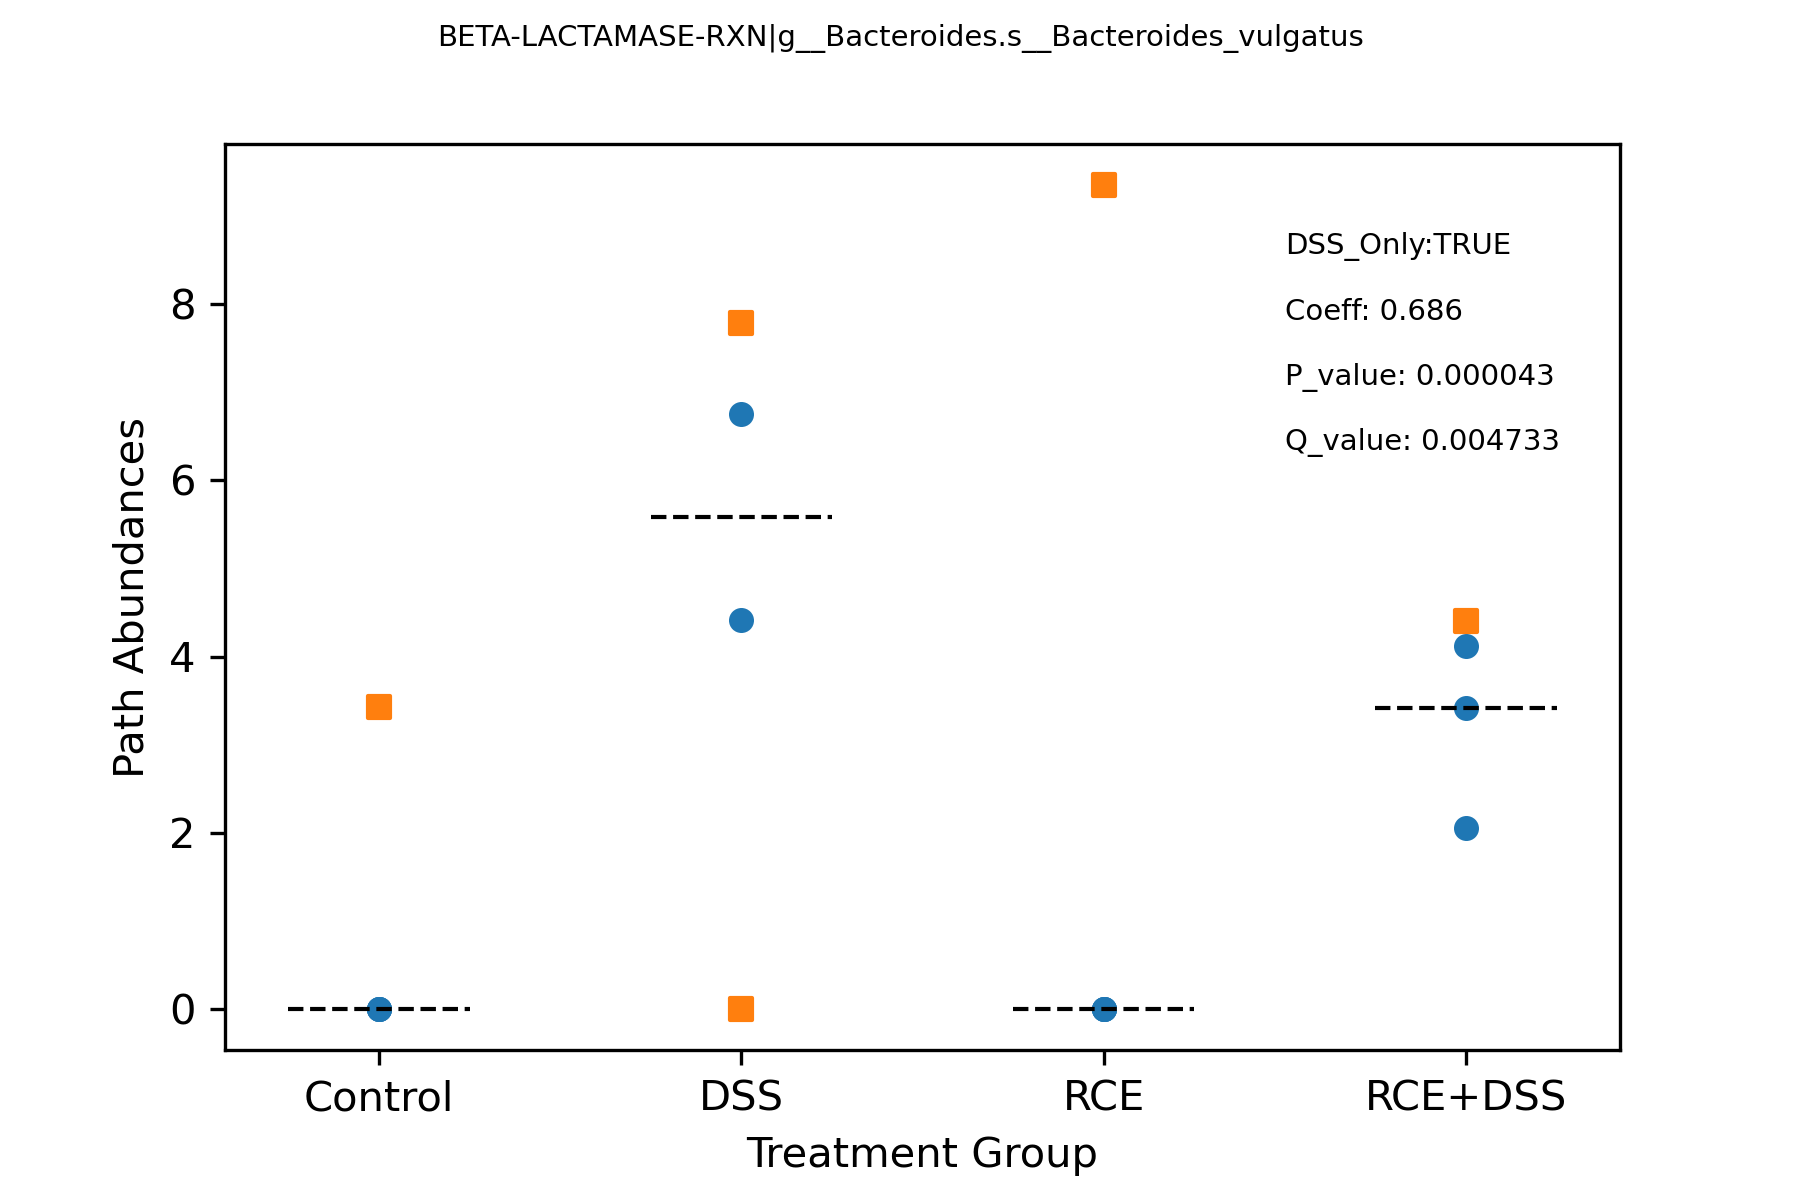 BETA-LACTAMASE-RXN|g__Bacteroides.s__Bacteroides_vulgatus
DSS_Only:TRUE
Coeff: 0.686
P_value: 0.000043
Q_value: 0.004733
Path Abundances
8
6
4
2
0
Control
DSS
RCE
RCE+DSS
Treatment Group